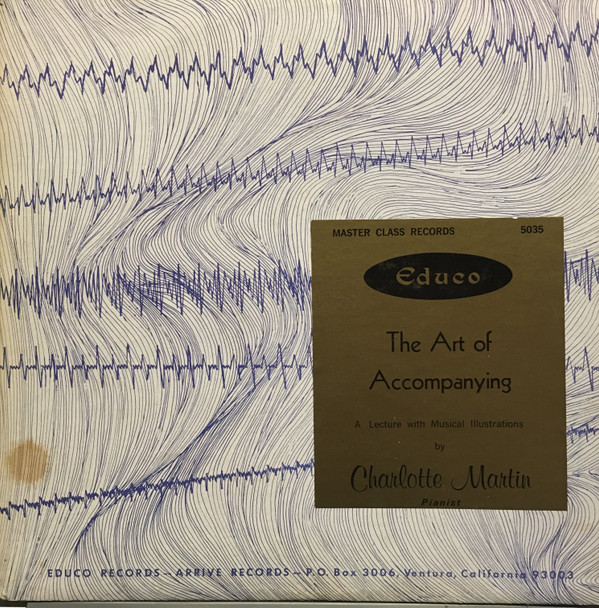 MASTER CLASS RECORDS 5035
Educo
The Art of
Accompanying
A Lecture with Musical Illustrations
by
Charlotte Martin
Pianist
EDUCO RECORDS — ARRIVE RECORDS — P.O. Box 3006, Ventura, California 93003